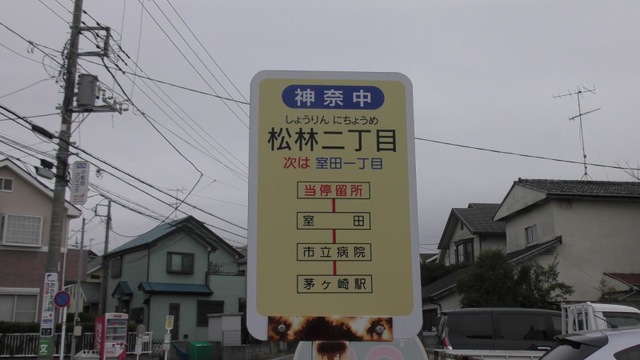 神奈中
しょうりん にちょうめ
松林二丁目
次は 室田一丁目
当停留所
室田
市立病院
茅ヶ崎駅